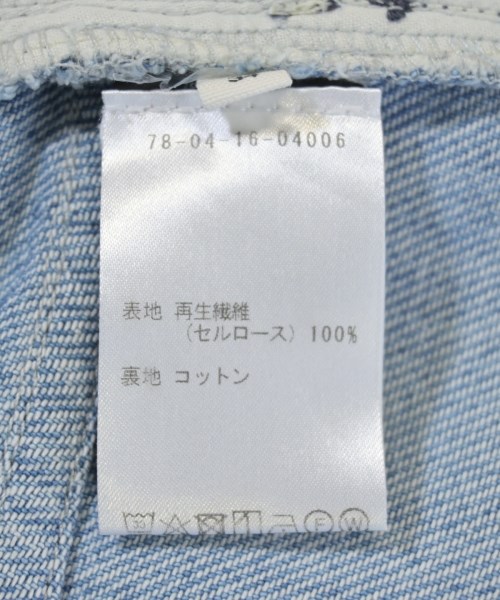 78-04-16-04006
表地 再生繊維
(セルロース) 100%
裏地 コットン
30 F W